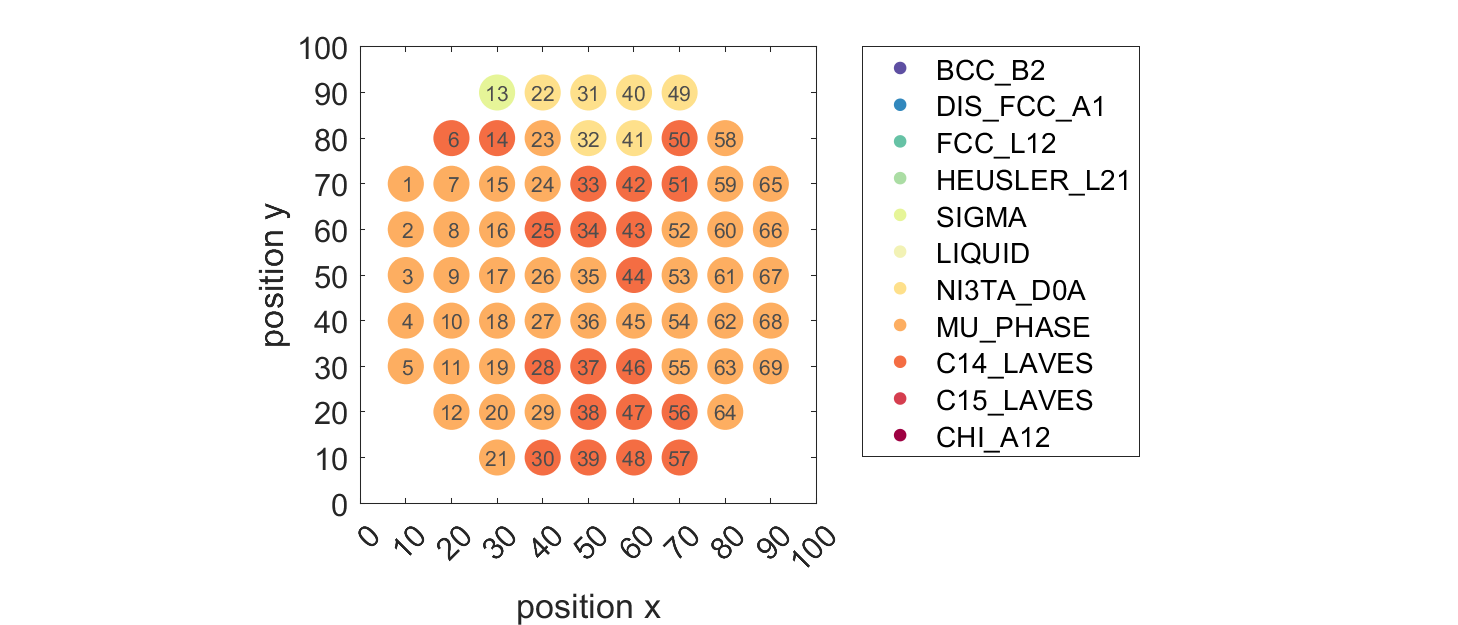 100
90
80
70
60
50
40
30
20
10
0
position y
13 22 31 40 49
6 14 23 32 41 50 58
1 7 15 24 33 42 51 59 65
2 8 16 25 34 43 52 60 66
3 9 17 26 35 44 53 61 67
4 10 18 27 36 45 54 62 68
5 11 19 28 37 46 55 63 69
12 20 29 38 47 56 64
21 30 39 48 57
0 10 20 30 40 50 60 70 80 90 100
position x
BCC_B2
DIS_FCC_A1
FCC_L12
HEUSLER_L21
SIGMA
LIQUID
NI3TA_D0A
MU_PHASE
C14_LAVES
C15_LAVES
CHI_A12